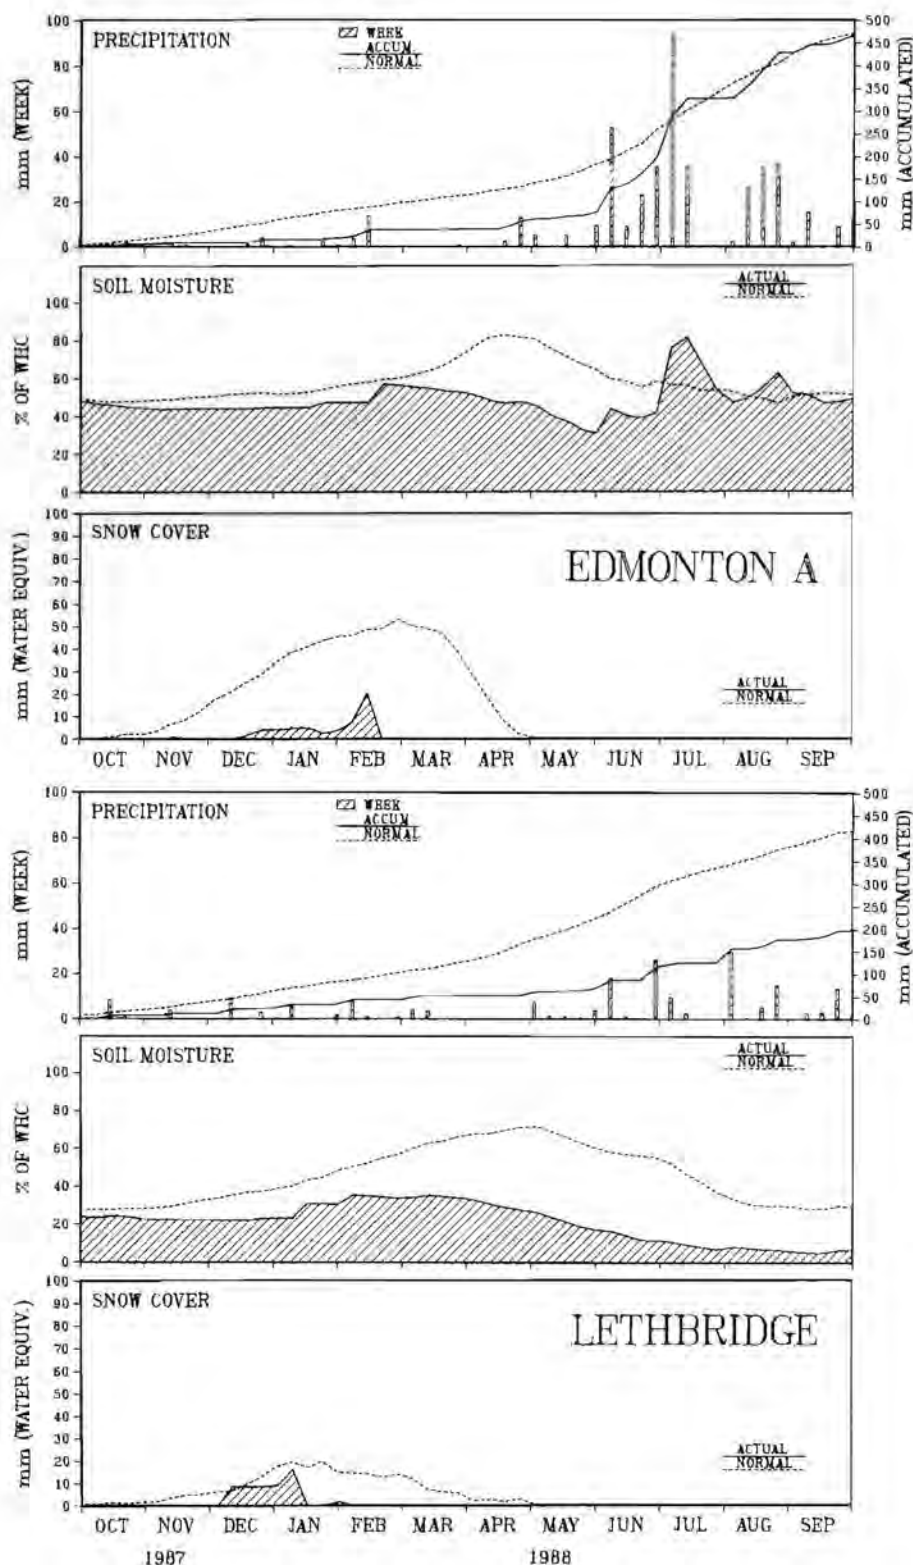 PRECIPITATION
WEEK
ACCUM.
NORMAL
mm (WEEK)
100
80
60
40
20
0
mm (ACCUMULATED)
500
450
400
350
300
250
200
150
100
50
0
SOIL MOISTURE
ACTUAL
NORMAL
% OF WHC
100
80
60
40
20
0
SNOW COVER
EDMONTON A
ACTUAL
NORMAL
mm (WATER EQUIV.)
100
90
80
70
60
50
40
30
20
10
0
OCT NOV DEC JAN FEB MAR APR MAY JUN JUL AUG SEP
PRECIPITATION
WEEK
ACCUM
NORMAL
mm (WEEK)
100
80
60
40
20
0
mm (ACCUMULATED)
500
450
400
350
300
250
200
150
100
50
0
SOIL MOISTURE
ACTUAL
NORMAL
% OF WHC
100
80
60
40
20
0
SNOW COVER
LETHBRIDGE
ACTUAL
NORMAL
mm (WATER EQUIV.)
100
90
80
70
60
50
40
30
20
10
0
OCT NOV DEC JAN FEB MAR APR MAY JUN JUL AUG SEP
1987 1988